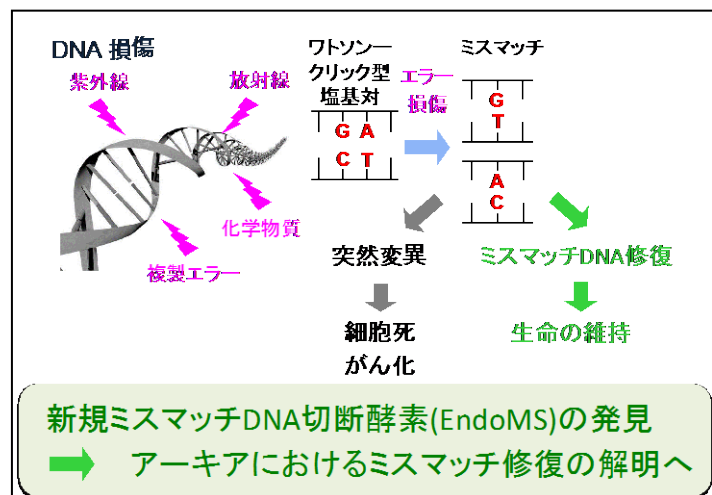 DNA 損傷
紫外線
放射線
化学物質
複製エラー
ワトソンー
クリック型
塩基対
G A
C T
エラー
損傷
ミスマッチ
G
T
A
C
突然変異
細胞死
がん化
ミスマッチDNA修復
生命の維持
新規ミスマッチDNA切断酵素(EndoMS)の発見
アーキアにおけるミスマッチ修復の解明へ